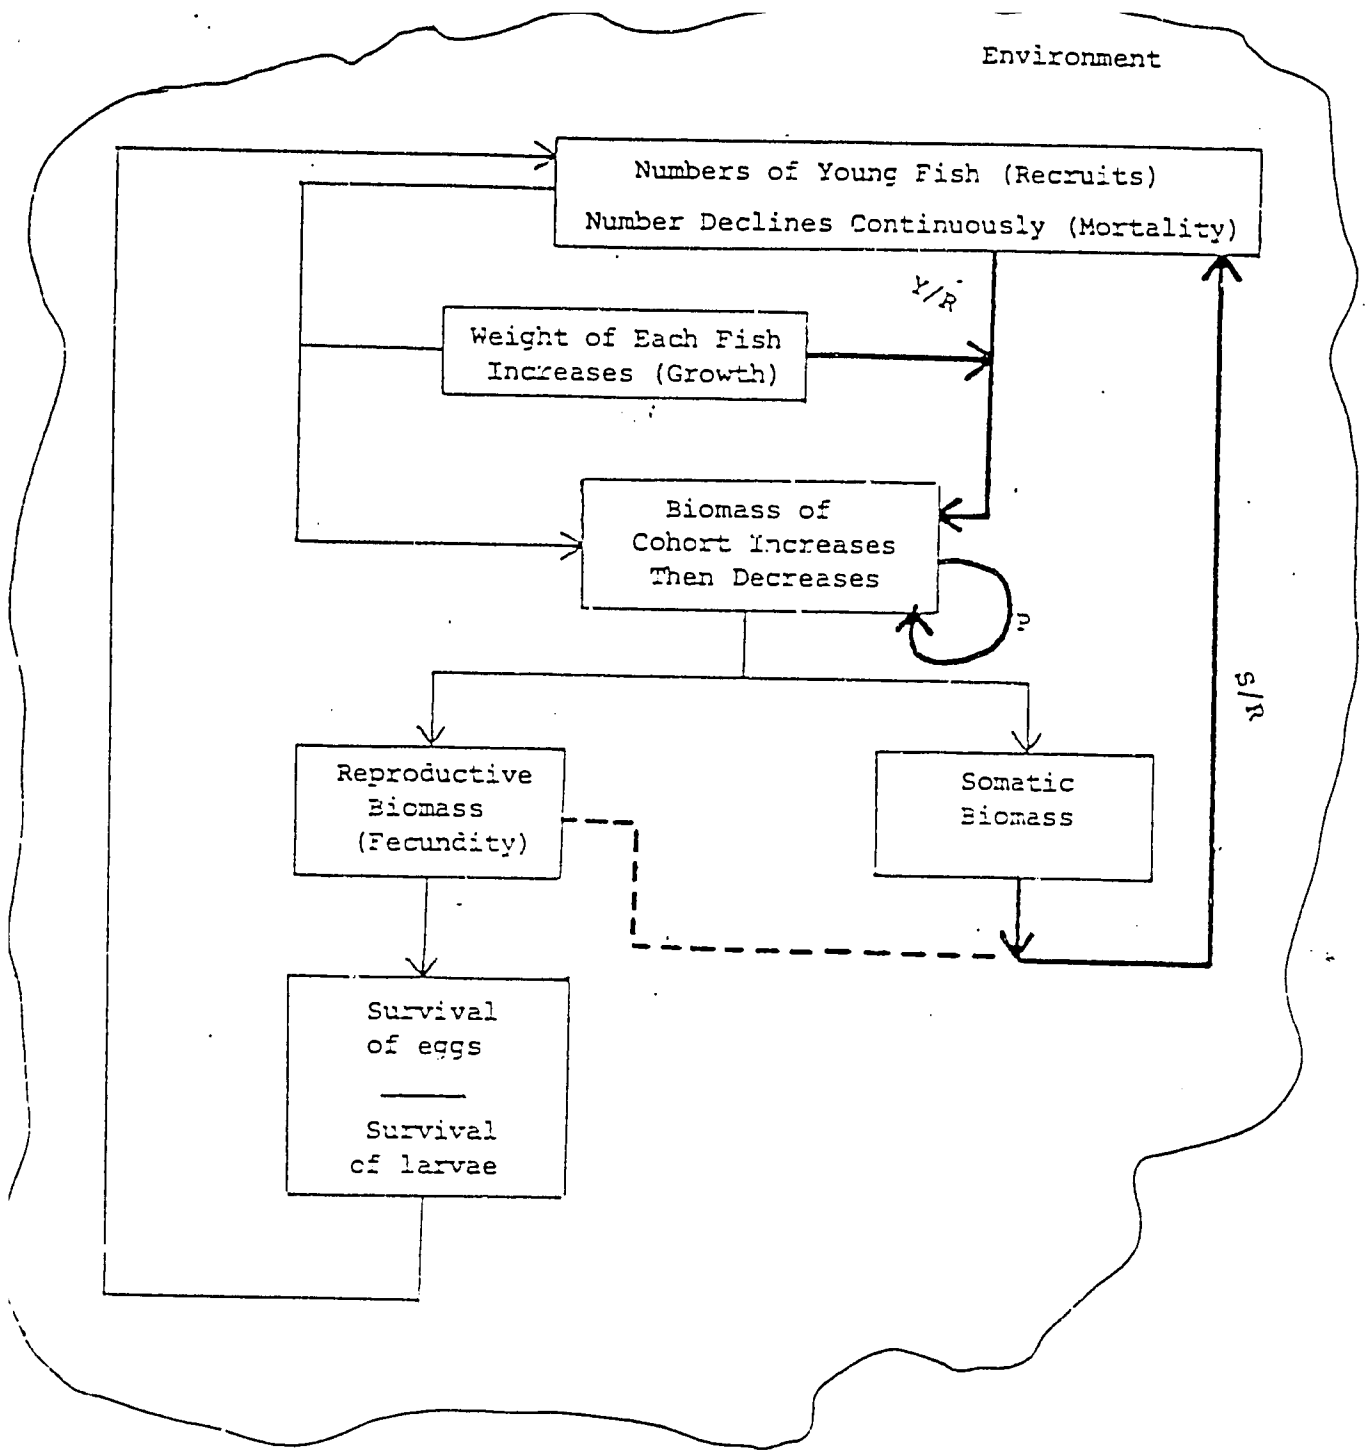 Environment
Numbers of Young Fish (Recruits)
Number Declines Continuously (Mortality)
Y/R
Weight of Each Fish
Increases (Growth)
Biomass of
Cohort Increases
Then Decreases
S/R
Reproductive
Biomass
(Fecundity)
Somatic
Biomass
Survival
of eggs
Survival
of larvae